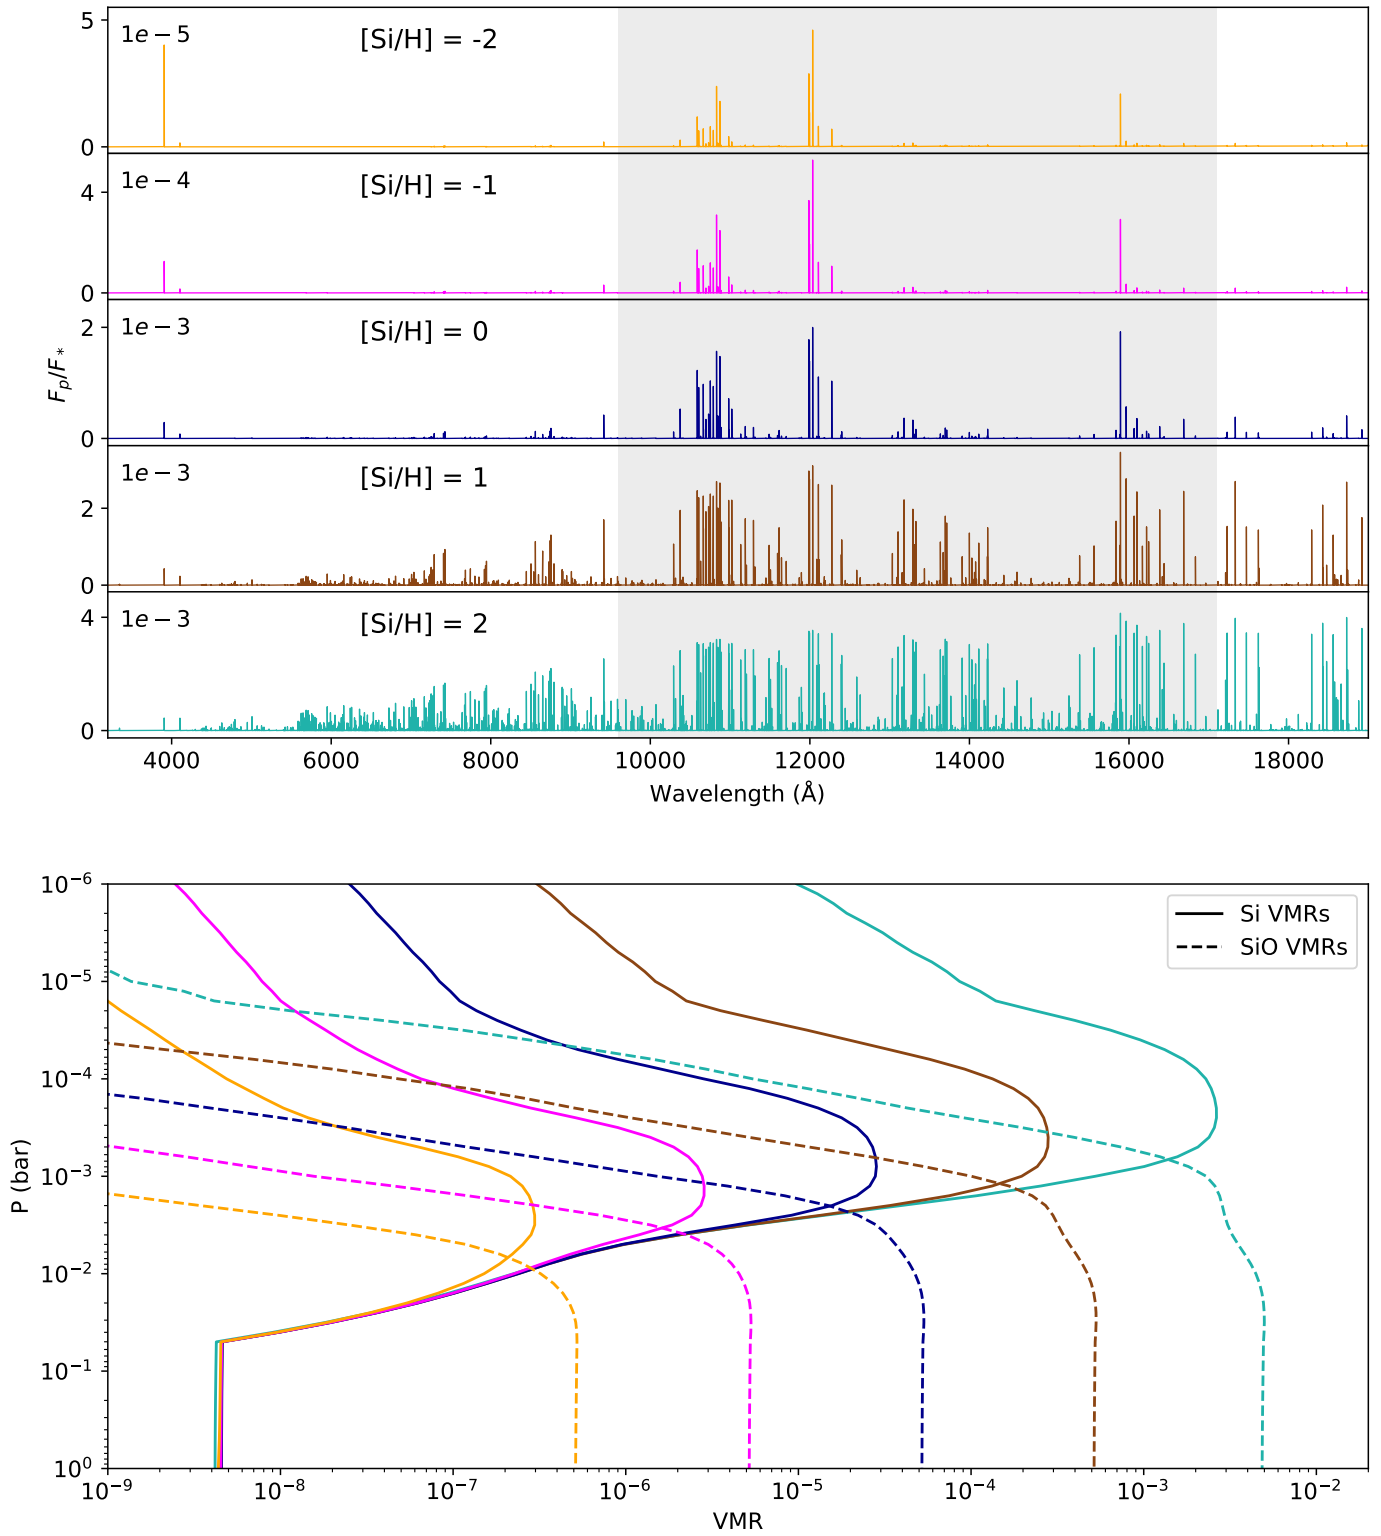 5
1e − 5
[Si/H] = -2
0
1e − 4
[Si/H] = -1
4
0
1e − 3
[Si/H] = 0
2
F_p/F_*
0
1e − 3
[Si/H] = 1
2
0
4
1e − 3
[Si/H] = 2
0
4000 6000 8000 10000 12000 14000 16000 18000
Wavelength (Å)
10⁻⁶
Si VMRs
SiO VMRs
10⁻⁵
10⁻⁴
P (bar)
10⁻³
10⁻²
10⁻¹
10⁰
10⁻⁹ 10⁻⁸ 10⁻⁷ 10⁻⁶ 10⁻⁵ 10⁻⁴ 10⁻³ 10⁻²
VMR